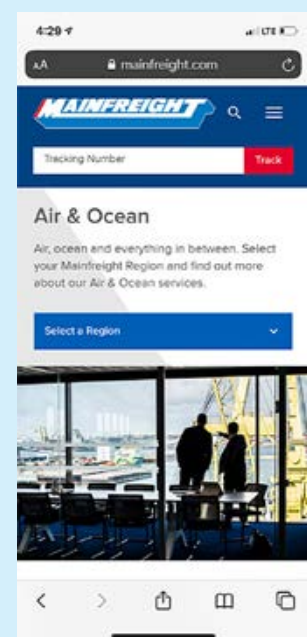 4:29
LTE
AA
mainfreight.com
MAINFREIGHT
Tracking Number
Track
Air & Ocean
Air, ocean and everything in between. Select
your Mainfreight Region and find out more
about our Air & Ocean services.
Select a Region